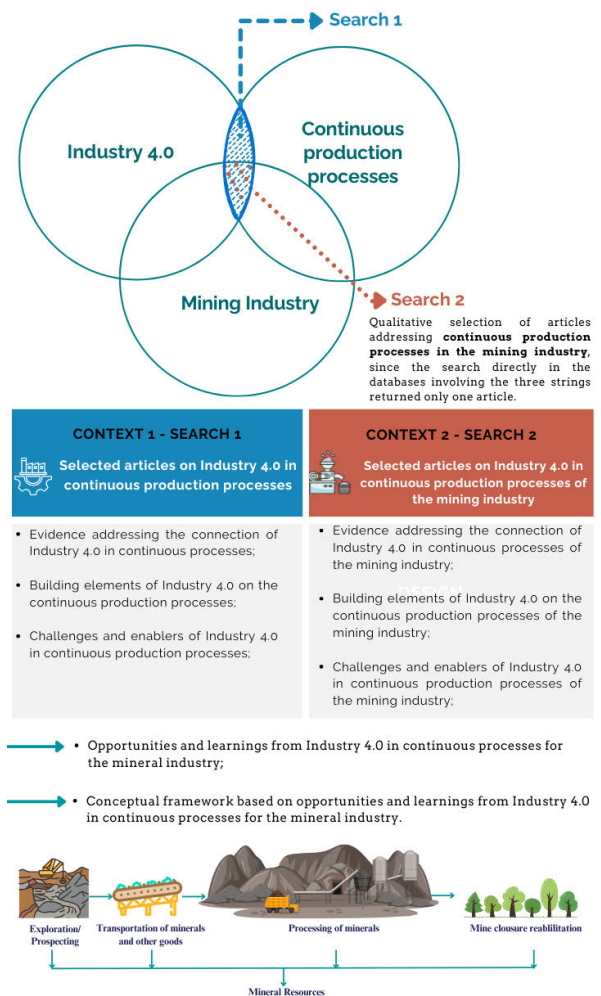 Search 1
Industry 4.0
Continuous
production
processes
Mining Industry
Search 2
Qualitative selection of articles
addressing continuous production
processes in the mining industry,
since the search directly in the
databases involving the three strings
returned only one article.
CONTEXT 1 - SEARCH 1
Selected articles on Industry 4.0 in
continuous production processes
CONTEXT 2 - SEARCH 2
Selected articles on Industry 4.0 in
continuous production processes of
the mining industry
• Evidence addressing the connection of
Industry 4.0 in continuous processes;
• Building elements of Industry 4.0 on the
continuous production processes;
• Challenges and enablers of Industry 4.0
in continuous production processes;
• Evidence addressing the connection of
Industry 4.0 in continuous processes of
the mining industry;
• Building elements of Industry 4.0 on the
continuous production processes of the
mining industry;
• Challenges and enablers of Industry 4.0
in continuous production processes of
the mining industry;
• Opportunities and learnings from Industry 4.0 in continuous processes for
the mineral industry;
• Conceptual framework based on opportunities and learnings from Industry 4.0
in continuous processes for the mineral industry.
Exploration/
Prospecting
Transportation of minerals
and other goods
Processing of minerals
Mine clousure reablilitation
Mineral Resources